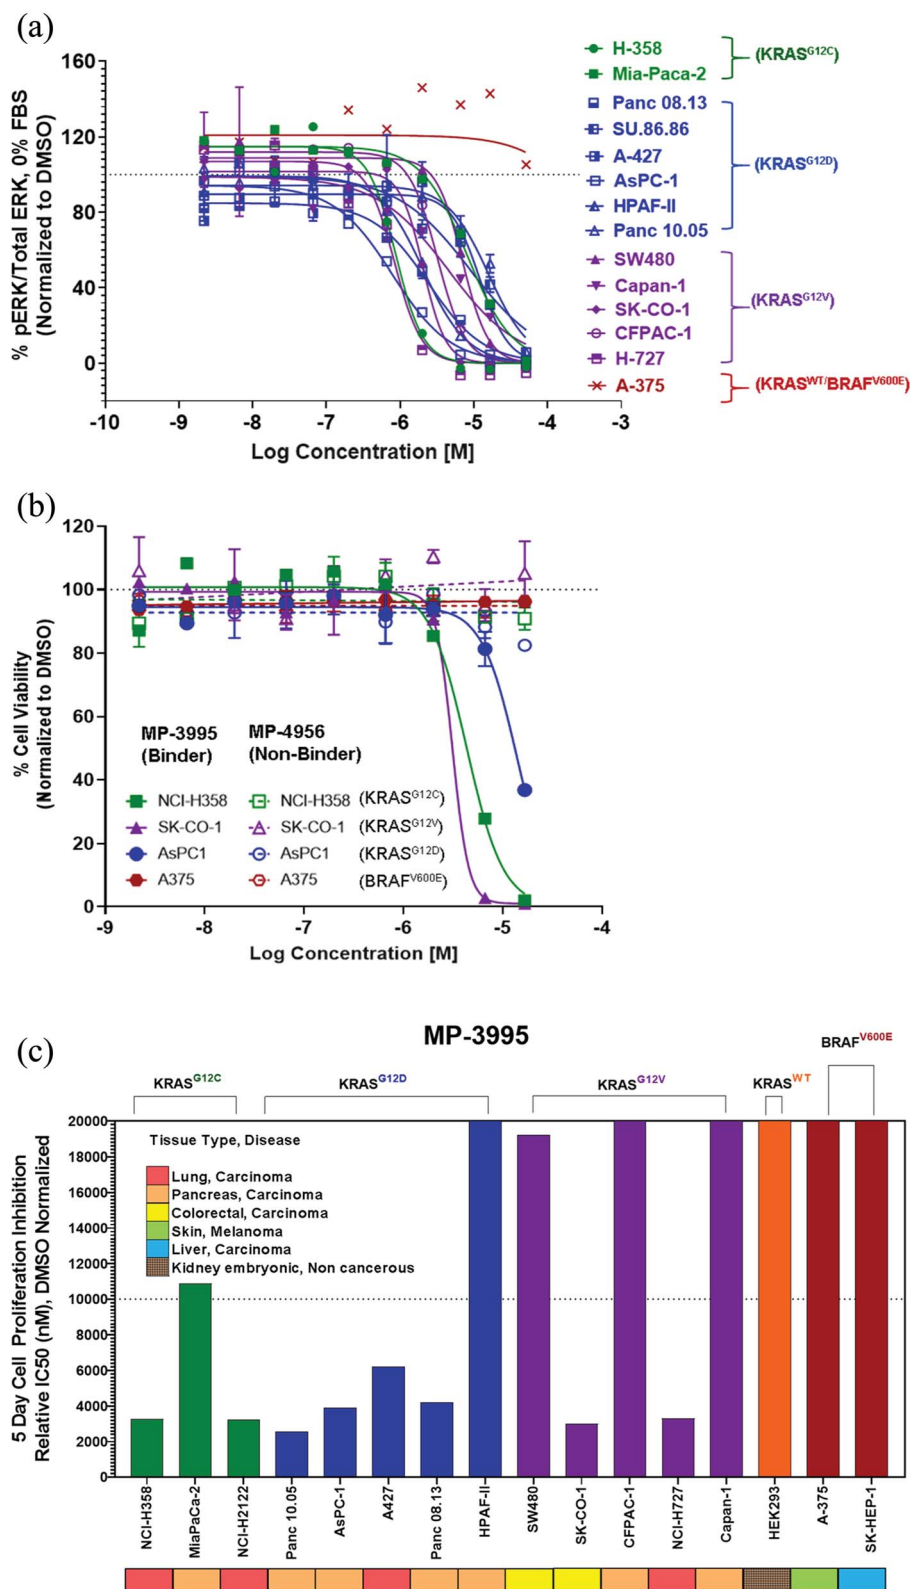 (a)
160
120
80
40
0
% pERK/Total ERK, 0% FBS
(Normalized to DMSO)
-10 -9 -8 -7 -6 -5 -4 -3
Log Concentration [M]
H-358
Mia-Paca-2
(KRASG12C)
Panc 08.13
SU.86.86
A-427
AsPC-1
HPAF-II
Panc 10.05
(KRASG12D)
SW480
Capan-1
SK-CO-1
CFPAC-1
H-727
(KRASG12V)
A-375
(KRASWT/BRAFV600E)
(b)
120
100
80
60
40
20
0
% Cell Viability
(Normalized to DMSO)
MP-3995 MP-4956
(Binder) (Non-Binder)
NCI-H358 NCI-H358 (KRASG12C)
SK-CO-1 SK-CO-1 (KRASG12V)
AsPC1 AsPC1 (KRASG12D)
A375 A375 (BRAFV600E)
-9 -8 -7 -6 -5 -4
Log Concentration [M]
(c)
MP-3995
KRASG12C KRASG12D KRASG12V KRASWT BRAFV600E
20000
18000
16000
14000
12000
10000
8000
6000
4000
2000
0
5 Day Cell Proliferation Inhibition
Relative IC50 (nM), DMSO Normalized
Tissue Type, Disease
Lung, Carcinoma
Pancreas, Carcinoma
Colorectal, Carcinoma
Skin, Melanoma
Liver, Carcinoma
Kidney embryonic, Non cancerous
NCI-H358
MiaPaCa-2
NCI-H2122
Panc 10.05
AsPC-1
A427
Panc 08.13
HPAF-II
SW480
SK-CO-1
CFPAC-1
NCI-H727
Capan-1
HEK293
A-375
SK-HEP-1